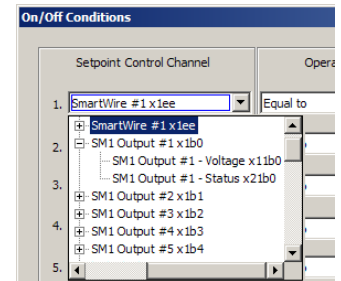 On/Off Conditions
Setpoint Control Channel
Opera
1. SmartWire #1 x1ee
Equal to
SmartWire #1 x1ee
2. SM1 Output #1 x1b0
SM1 Output #1 - Voltage x11b0
3. SM1 Output #1 - Status x21b0
SM1 Output #2 x1b1
SM1 Output #3 x1b2
4. SM1 Output #4 x1b3
SM1 Output #5 x1b4
5.